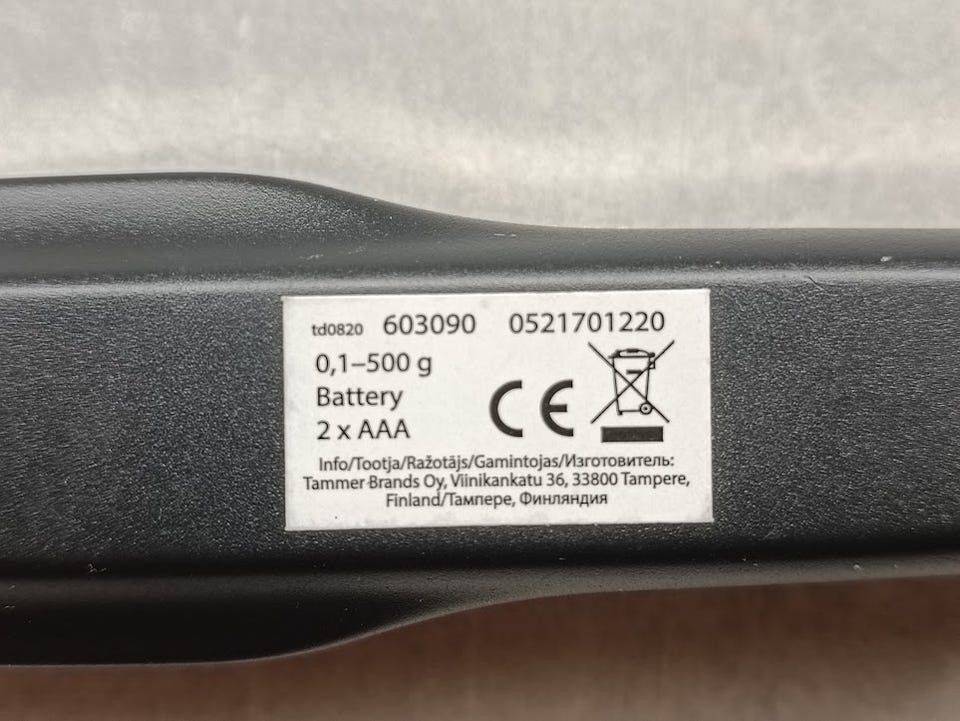 td0820 603090 0521701220
0,1–500 g
Battery
2 x AAA
CE
Info/Tootja/Ražotājs/Gamintojas/Изготовитель:
Tammer Brands Oy, Viinikankatu 36, 33800 Tampere,
Finland/Тампере, Финляндия